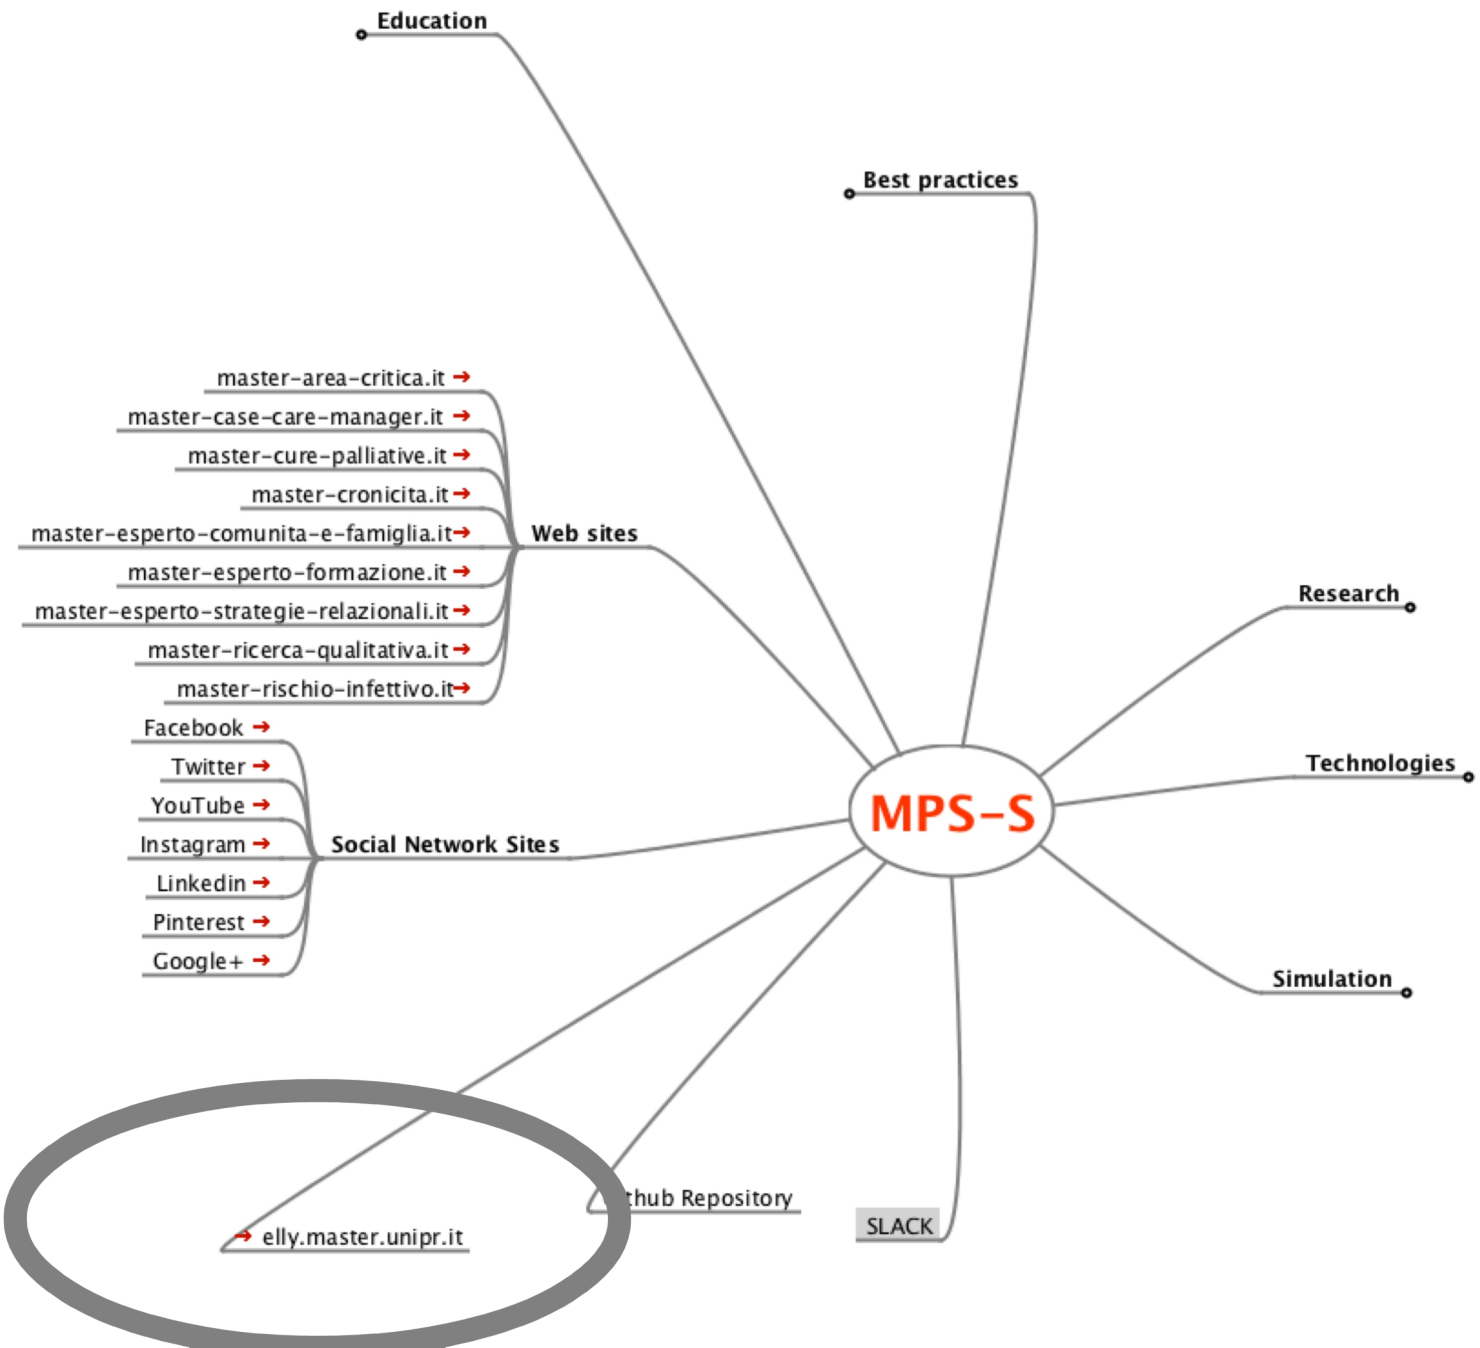 Education
Best practices
master-area-critica.it
master-case-care-manager.it
master-cure-palliative.it
master-cronicita.it
master-esperto-comunita-e-famiglia.it
master-esperto-formazione.it
master-esperto-strategie-relazionali.it
master-ricerca-qualitativa.it
master-rischio-infettivo.it
Web sites
Facebook
Twitter
YouTube
Instagram
Linkedin
Pinterest
Google+
Social Network Sites
MPS-S
Research
Technologies
Simulation
elly.master.unipr.it
Repository
SLACK